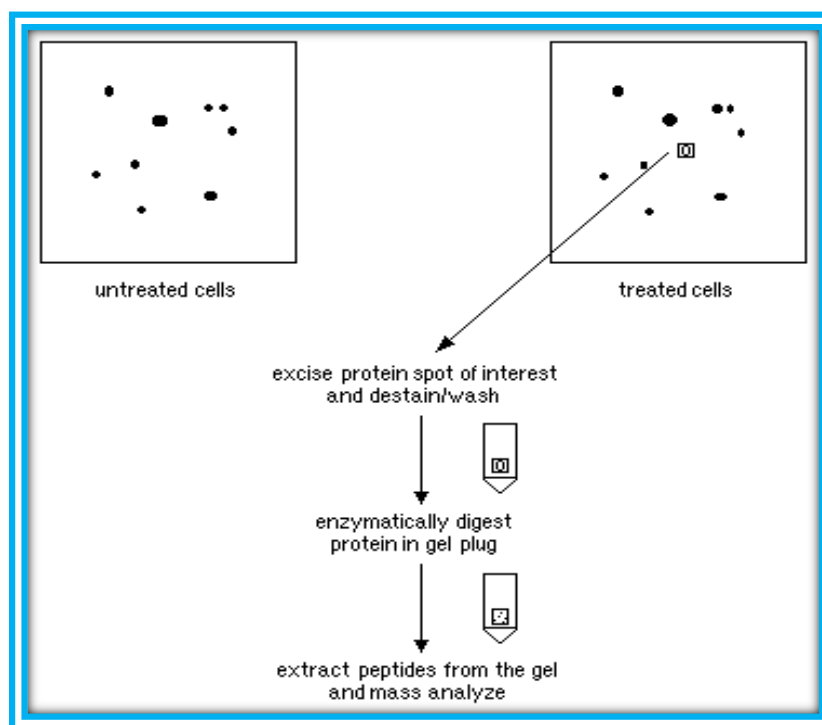 untreated cells
treated cells
excise protein spot of interest
and destain/wash
enzymatically digest
protein in gel plug
extract peptides from the gel
and mass analyze